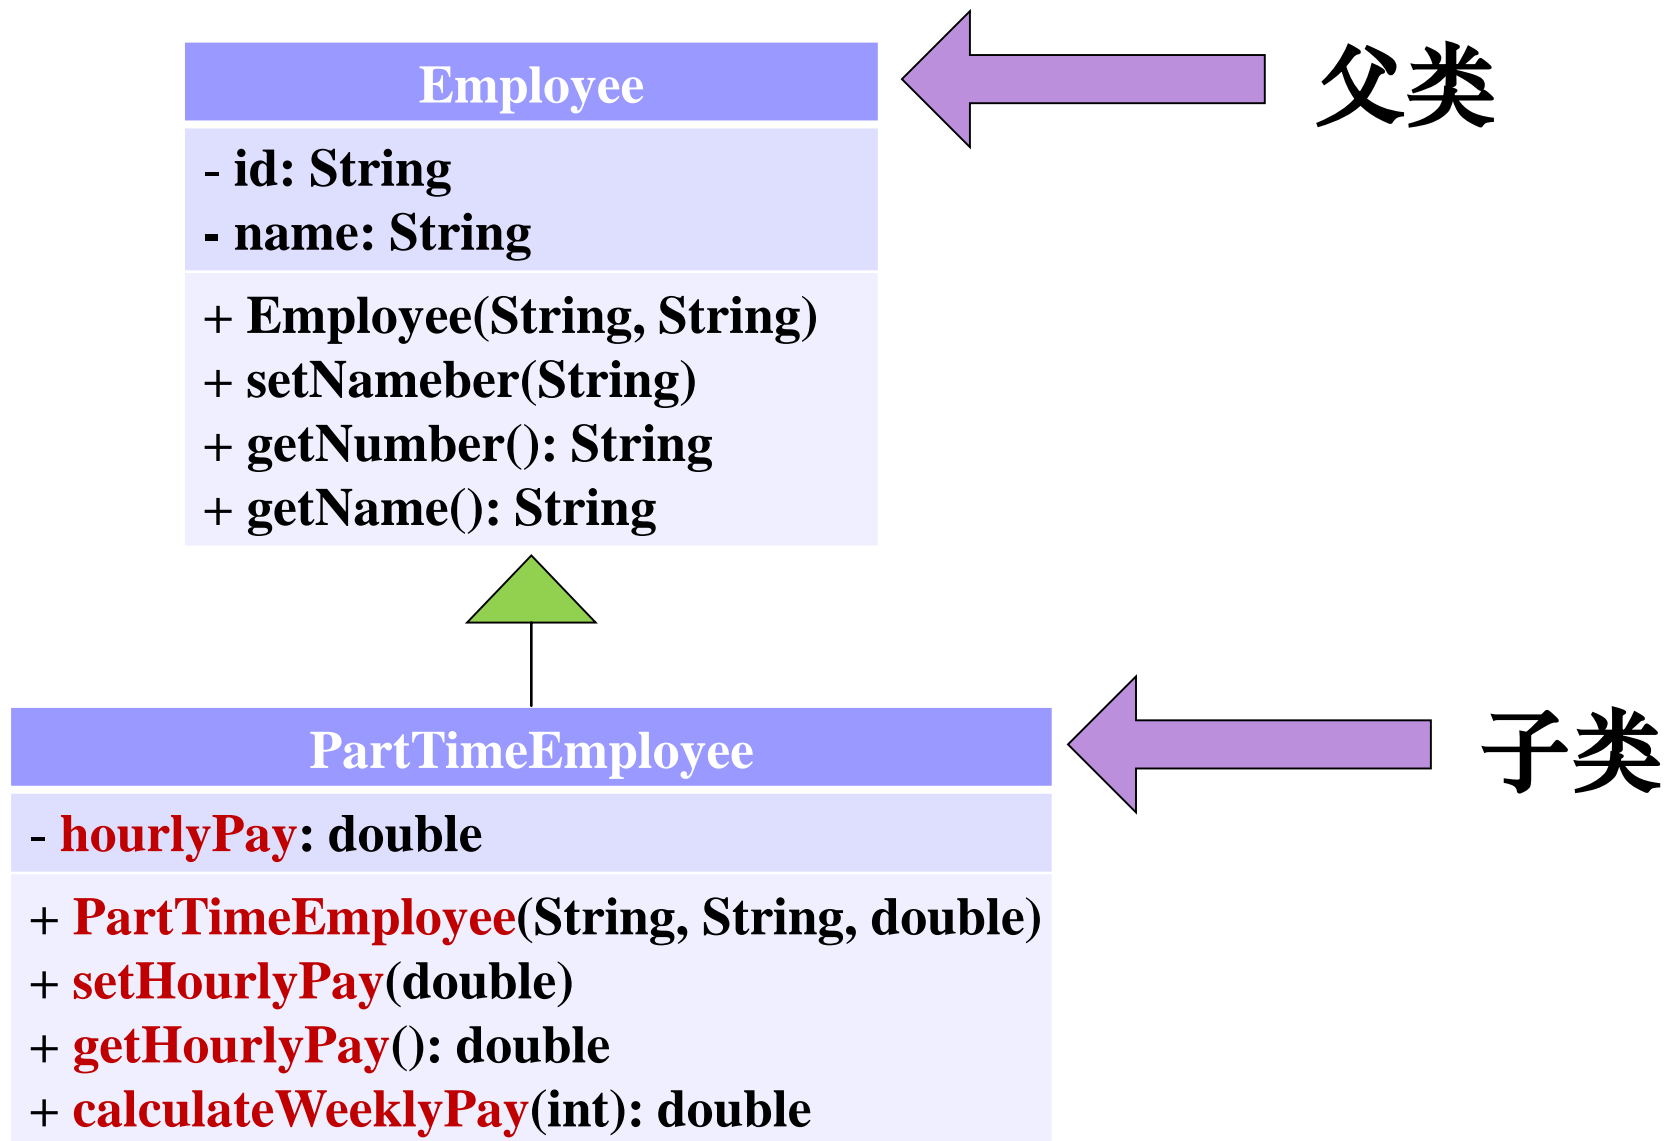 Employee
父类
- id: String
- name: String
+ Employee(String, String)
+ setNameber(String)
+ getNumber(): String
+ getName(): String
PartTimeEmployee
子类
- hourlyPay: double
+ PartTimeEmployee(String, String, double)
+ setHourlyPay(double)
+ getHourlyPay(): double
+ calculateWeeklyPay(int): double